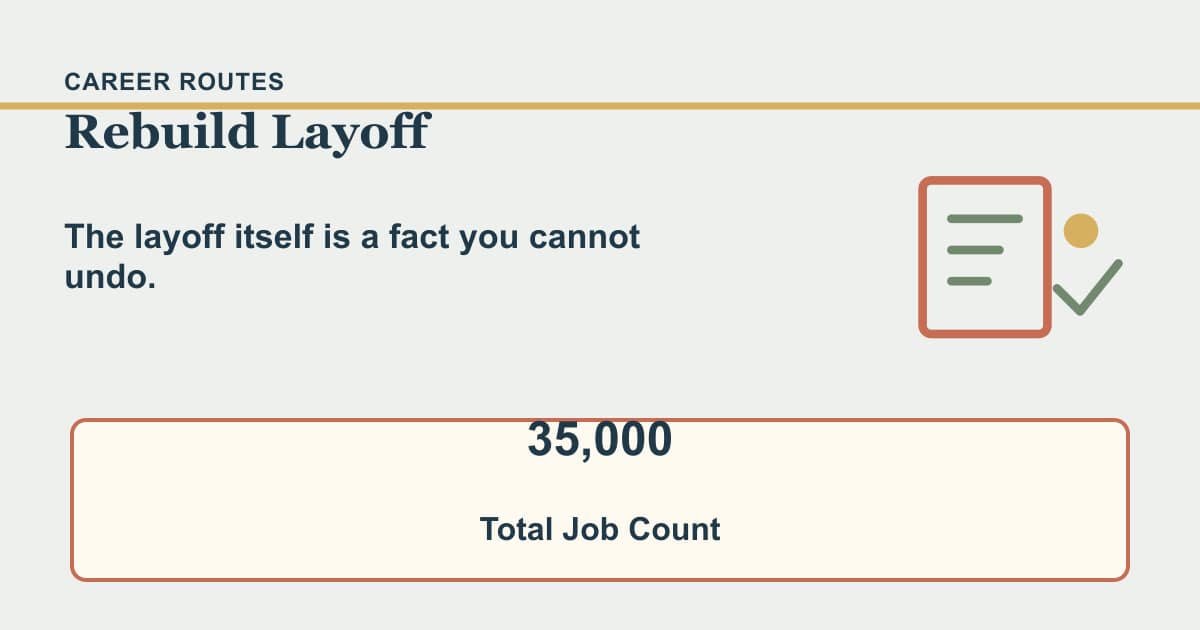 CAREER ROUTES
Rebuild Layoff
The layoff itself is a fact you cannot
undo.
35,000
Total Job Count